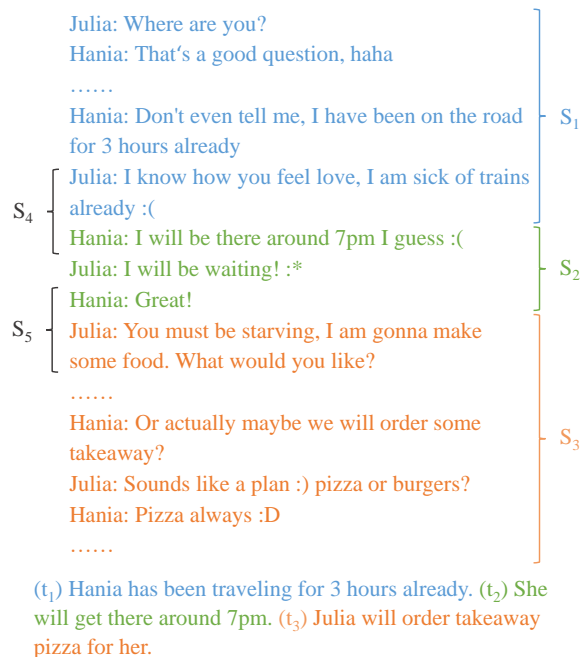 Julia: Where are you?
Hania: That‘s a good question, haha
……
Hania: Don't even tell me, I have been on the road
for 3 hours already
S₁
Julia: I know how you feel love, I am sick of trains
already :(
S₄
Hania: I will be there around 7pm I guess :(
Julia: I will be waiting! :*
S₂
Hania: Great!
S₅
Julia: You must be starving, I am gonna make
some food. What would you like?
……
Hania: Or actually maybe we will order some
takeaway?
S₃
Julia: Sounds like a plan :) pizza or burgers?
Hania: Pizza always :D
……
(t₁) Hania has been traveling for 3 hours already. (t₂) She
will get there around 7pm. (t₃) Julia will order takeaway
pizza for her.